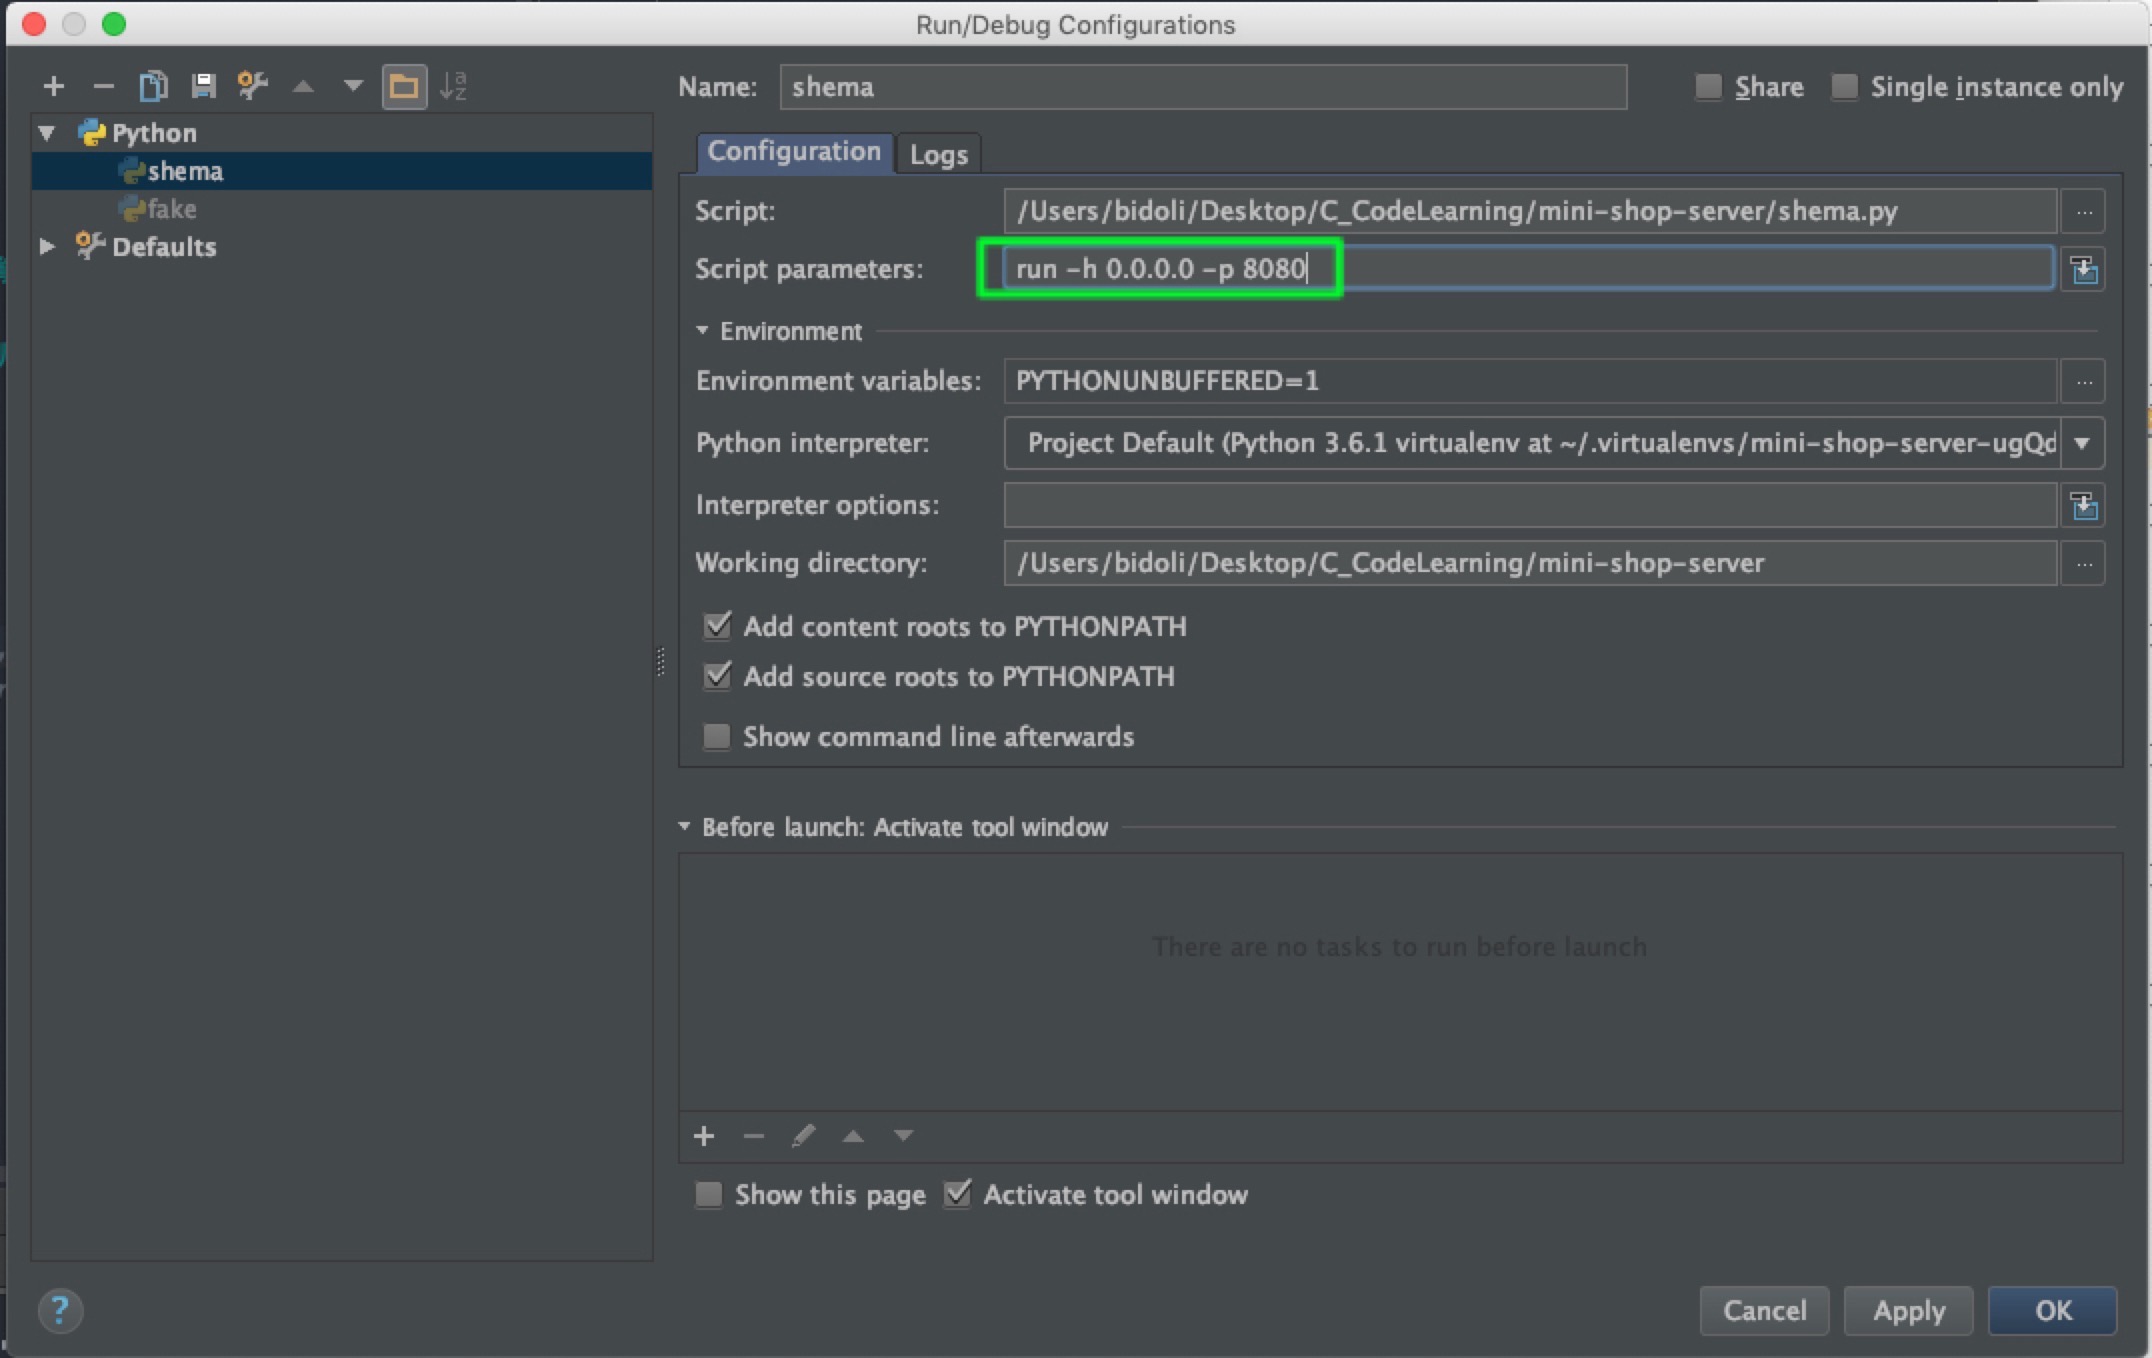 Run/Debug Configurations
Name: shema Share Single instance only
Python
shema
fake
Defaults
Configuration Logs
Script: /Users/bidoli/Desktop/C_CodeLearning/mini-shop-server/shema.py ...
Script parameters: run -h 0.0.0.0 -p 8080
Environment
Environment variables: PYTHONUNBUFFERED=1 ...
Python interpreter: Project Default (Python 3.6.1 virtualenv at ~/.virtualenvs/mini-shop-server-ugQd
Interpreter options:
Working directory: /Users/bidoli/Desktop/C_CodeLearning/mini-shop-server ...
Add content roots to PYTHONPATH
Add source roots to PYTHONPATH
Show command line afterwards
Before launch: Activate tool window
There are no tasks to run before launch
Show this page Activate tool window
? Cancel Apply OK